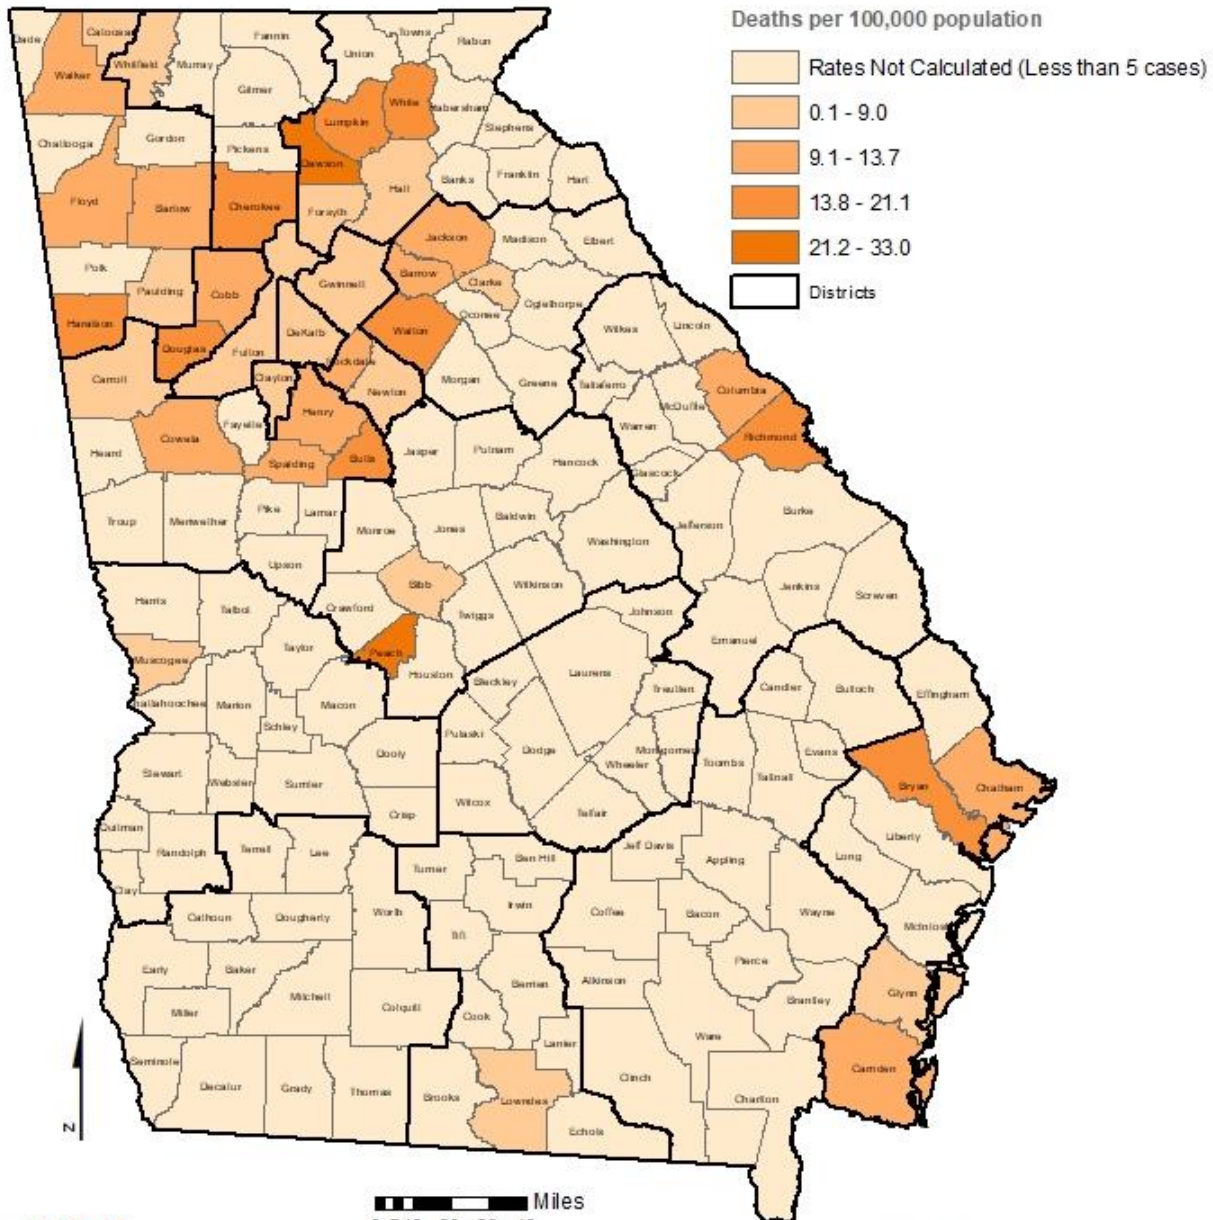 Deaths per 100,000 population
Rates Not Calculated (Less than 5 cases)
0.1 - 9.0
9.1 - 13.7
13.8 - 21.1
21.2 - 33.0
Districts
Dade
Catoosa
Whitfield
Murray
Fannin
Union
Towns
Rabun
Walker
Gilmer
White
Lumpkin
Habersham
Stephens
Chattooga
Gordon
Pickens
Dawson
Banks
Franklin
Hart
Hall
Floyd
Bartow
Cherokee
Forsyth
Jackson
Madison
Elbert
Polk
Paulding
Cobb
Gwinnett
Barrow
Clarke
Oconee
Oglethorpe
Wilkes
Lincoln
Haralson
Douglas
Fulton
DeKalb
Walton
Rockdale
Carroll
Clayton
Newton
Morgan
Greene
Taliaferro
McDuffie
Columbia
Coweta
Fayette
Henry
Warren
Richmond
Heard
Spalding
Butts
Jasper
Putnam
Hancock
Glascock
Troup
Meriwether
Pike
Lamar
Monroe
Jones
Baldwin
Washington
Jefferson
Burke
Upson
Bibb
Wilkinson
Jenkins
Screven
Harris
Talbot
Crawford
Twiggs
Johnson
Emanuel
Muscogee
Taylor
Peach
Houston
Bleckley
Laurens
Treutlen
Candler
Bulloch
Effingham
hattahoochee
Marion
Macon
Schley
Pulaski
Dodge
Wheeler
Montgomery
Toombs
Tattnall
Evans
Bryan
Chatham
Stewart
Webster
Sumter
Dooly
Wilcox
Telfair
Liberty
Long
Quitman
Randolph
Terrell
Lee
Crisp
Turner
Ben Hill
Jeff Davis
Appling
Clay
Calhoun
Dougherty
Worth
Irwin
Tift
Coffee
Bacon
Wayne
McIntosh
Early
Baker
Mitchell
Miller
Colquitt
Berrien
Cook
Atkinson
Pierce
Brantley
Glynn
Seminole
Decatur
Grady
Thomas
Brooks
Lanier
Lowndes
Echols
Clinch
Ware
Charlton
Camden
N
Miles